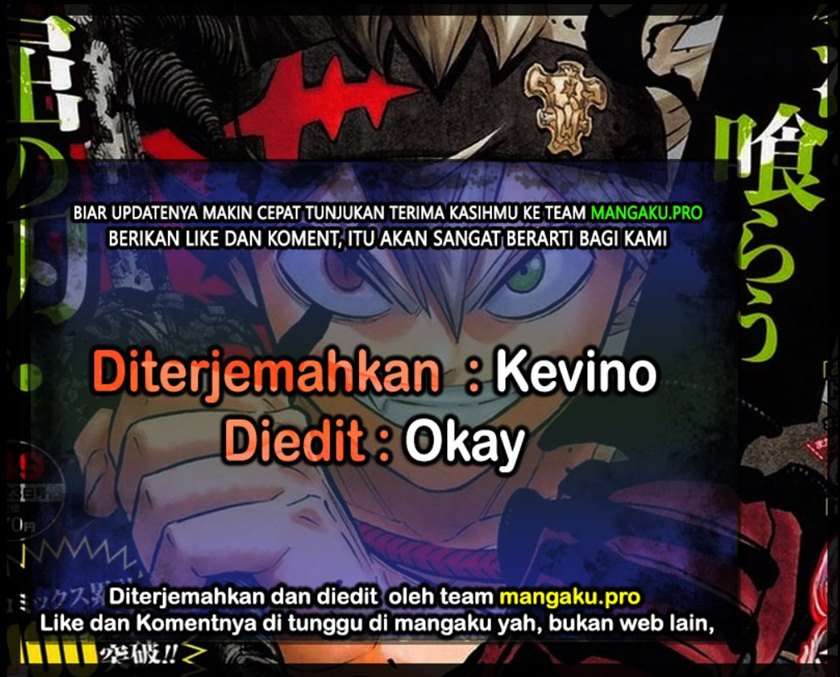 喰らう
BIAR UPDATENYA MAKIN CEPAT TUNJUKAN TERIMA KASIHMU KE TEAM MANGAKU.PRO
BERIKAN LIKE DAN KOMENT, ITU AKAN SANGAT BERARTI BAGI KAMI
Diterjemahkan : Kevino
Diedit : Okay
Diterjemahkan dan diedit oleh team mangaku.pro
Like dan Komentnya di tunggu di mangaku yah, bukan web lain,
突破!!